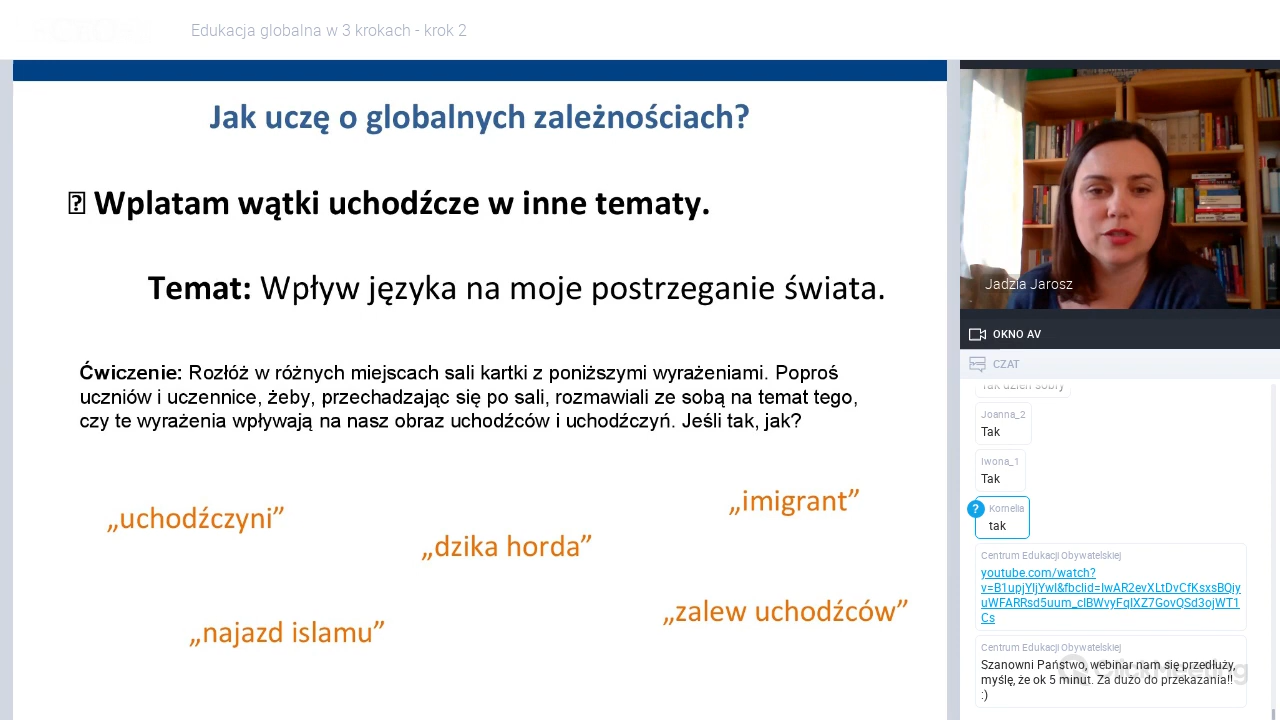 Edukacja globalna w 3 krokach - krok 2
Jak uczę o globalnych zależnościach?
Wplatam wątki uchodźcze w inne tematy.
Temat: Wpływ języka na moje postrzeganie świata.
Ćwiczenie: Rozłóż w różnych miejscach sali kartki z poniższymi wyrażeniami. Poproś
uczniów i uczennice, żeby, przechadzając się po sali, rozmawiali ze sobą na temat tego,
czy te wyrażenia wpływają na nasz obraz uchodźców i uchodźczyń. Jeśli tak, jak?
„uchodźczyni”
„imigrant”
„dzika horda”
„zalew uchodźców”
„najazd islamu”
Jadzia Jarosz
OKNO AV
CZAT
Tak dzień dobry
Joanna_2
Tak
Iwona_1
Tak
?
Kornelia
tak
Centrum Edukacji Obywatelskiej
youtube.com/watch?
Cs
Centrum Edukacji Obywatelskiej
Szanowni Państwo, webinar nam się przedłuży,
myślę, że ok 5 minut. Za dużo do przekazania!!
:)